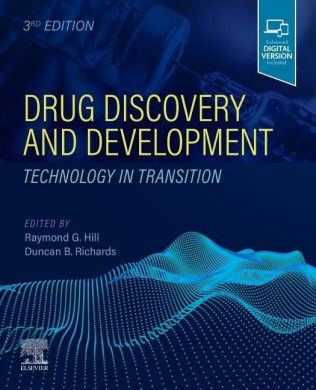 3RD EDITION
Enhanced
DIGITAL
VERSION
Included
DRUG DISCOVERY
AND DEVELOPMENT
TECHNOLOGY IN TRANSITION
EDITED BY
Raymond G. Hill
Duncan B. Richards
ELSEVIER